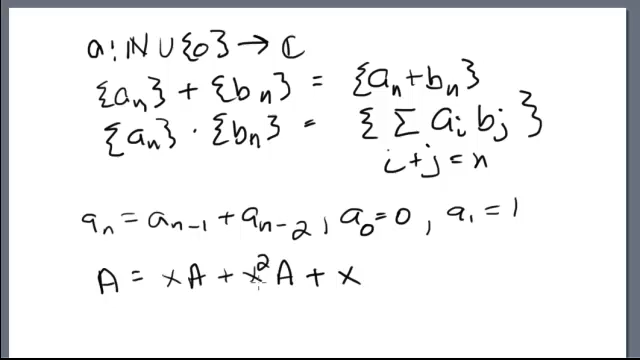 a: ℕ ∪ {0} → ℂ
{aₙ} + {bₙ} = {aₙ + bₙ}
{aₙ} · {bₙ} = { ∑ aᵢ bⱼ }
i + j = n
aₙ = aₙ₋₁ + aₙ₋₂, a₀ = 0, a₁ = 1
A = xA + x²A + x